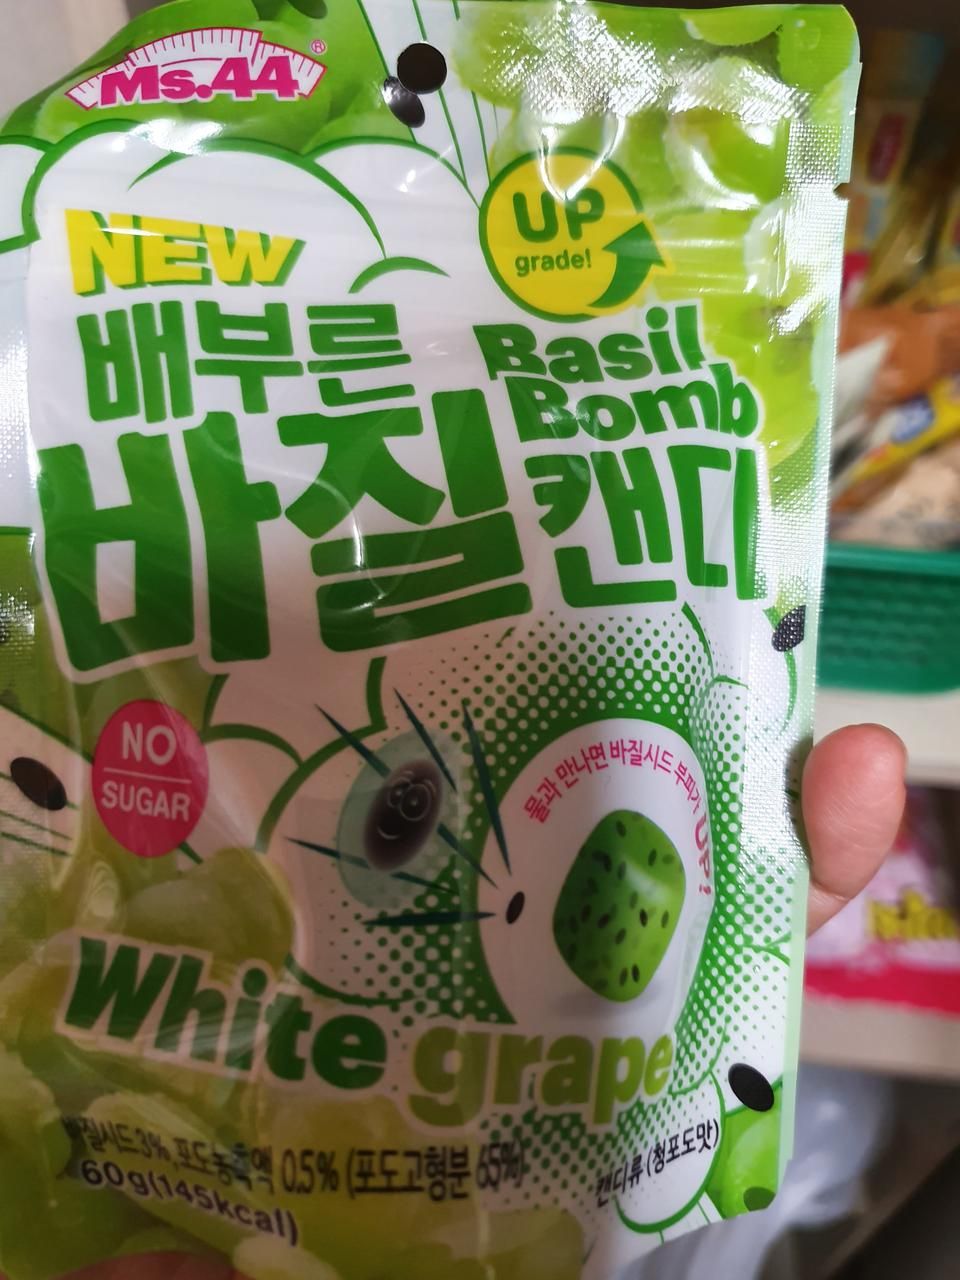 Ms.44®
NEW
UP
grade!
배부른
Basil
Bomb
바질 캔디
NO
SUGAR
물과 만나면 바질시드 부피가 UP!
White grape
바질시드3%, 포도농축액 0.5% (포도고형분 65%)
60g(145kcal)
캔디류 (청포도맛)